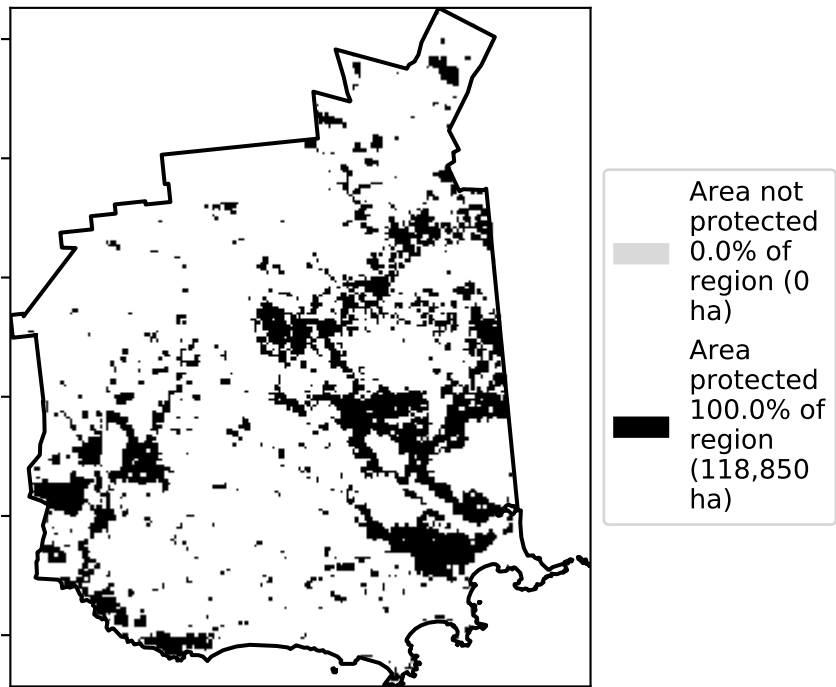 Area not
protected
0.0% of
region (0
ha)
Area
protected
100.0% of
region
(118,850
ha)